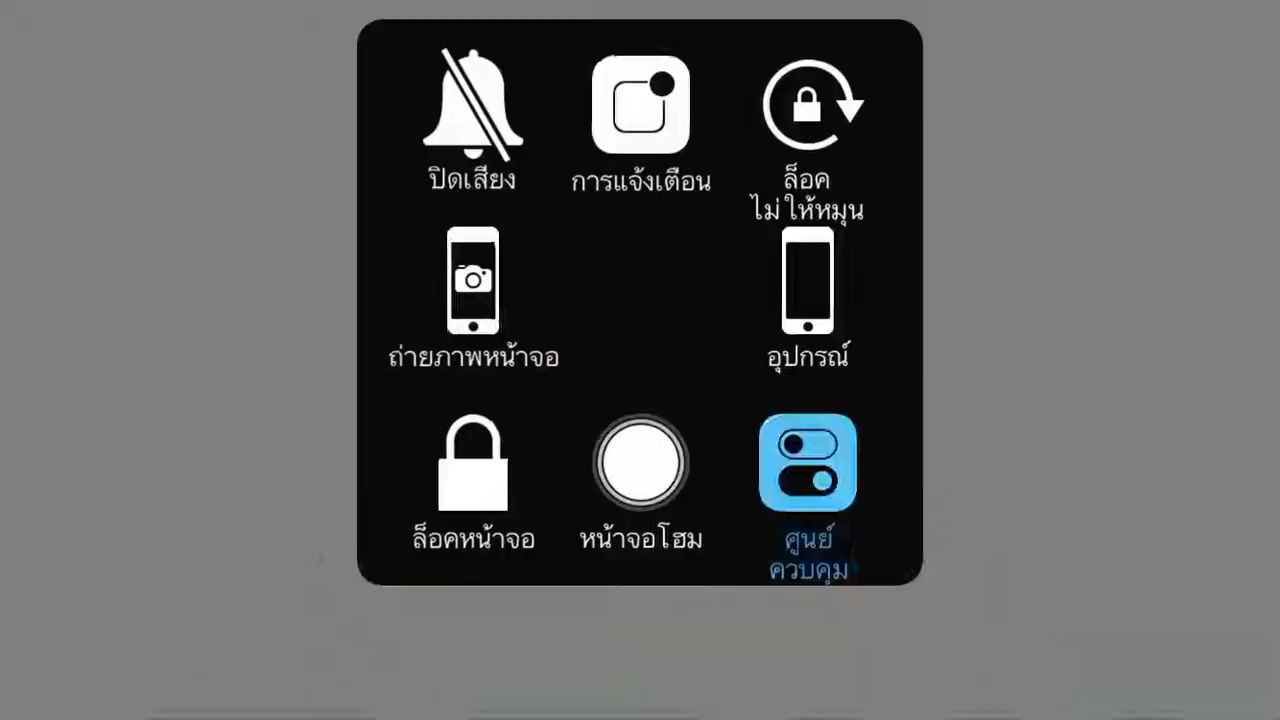 ปิดเสียง
การแจ้งเตือน
ล็อค
ไม่ให้หมุน
ถ่ายภาพหน้าจอ
อุปกรณ์
ล็อคหน้าจอ
หน้าจอโฮม
ศูนย์
ควบคุม